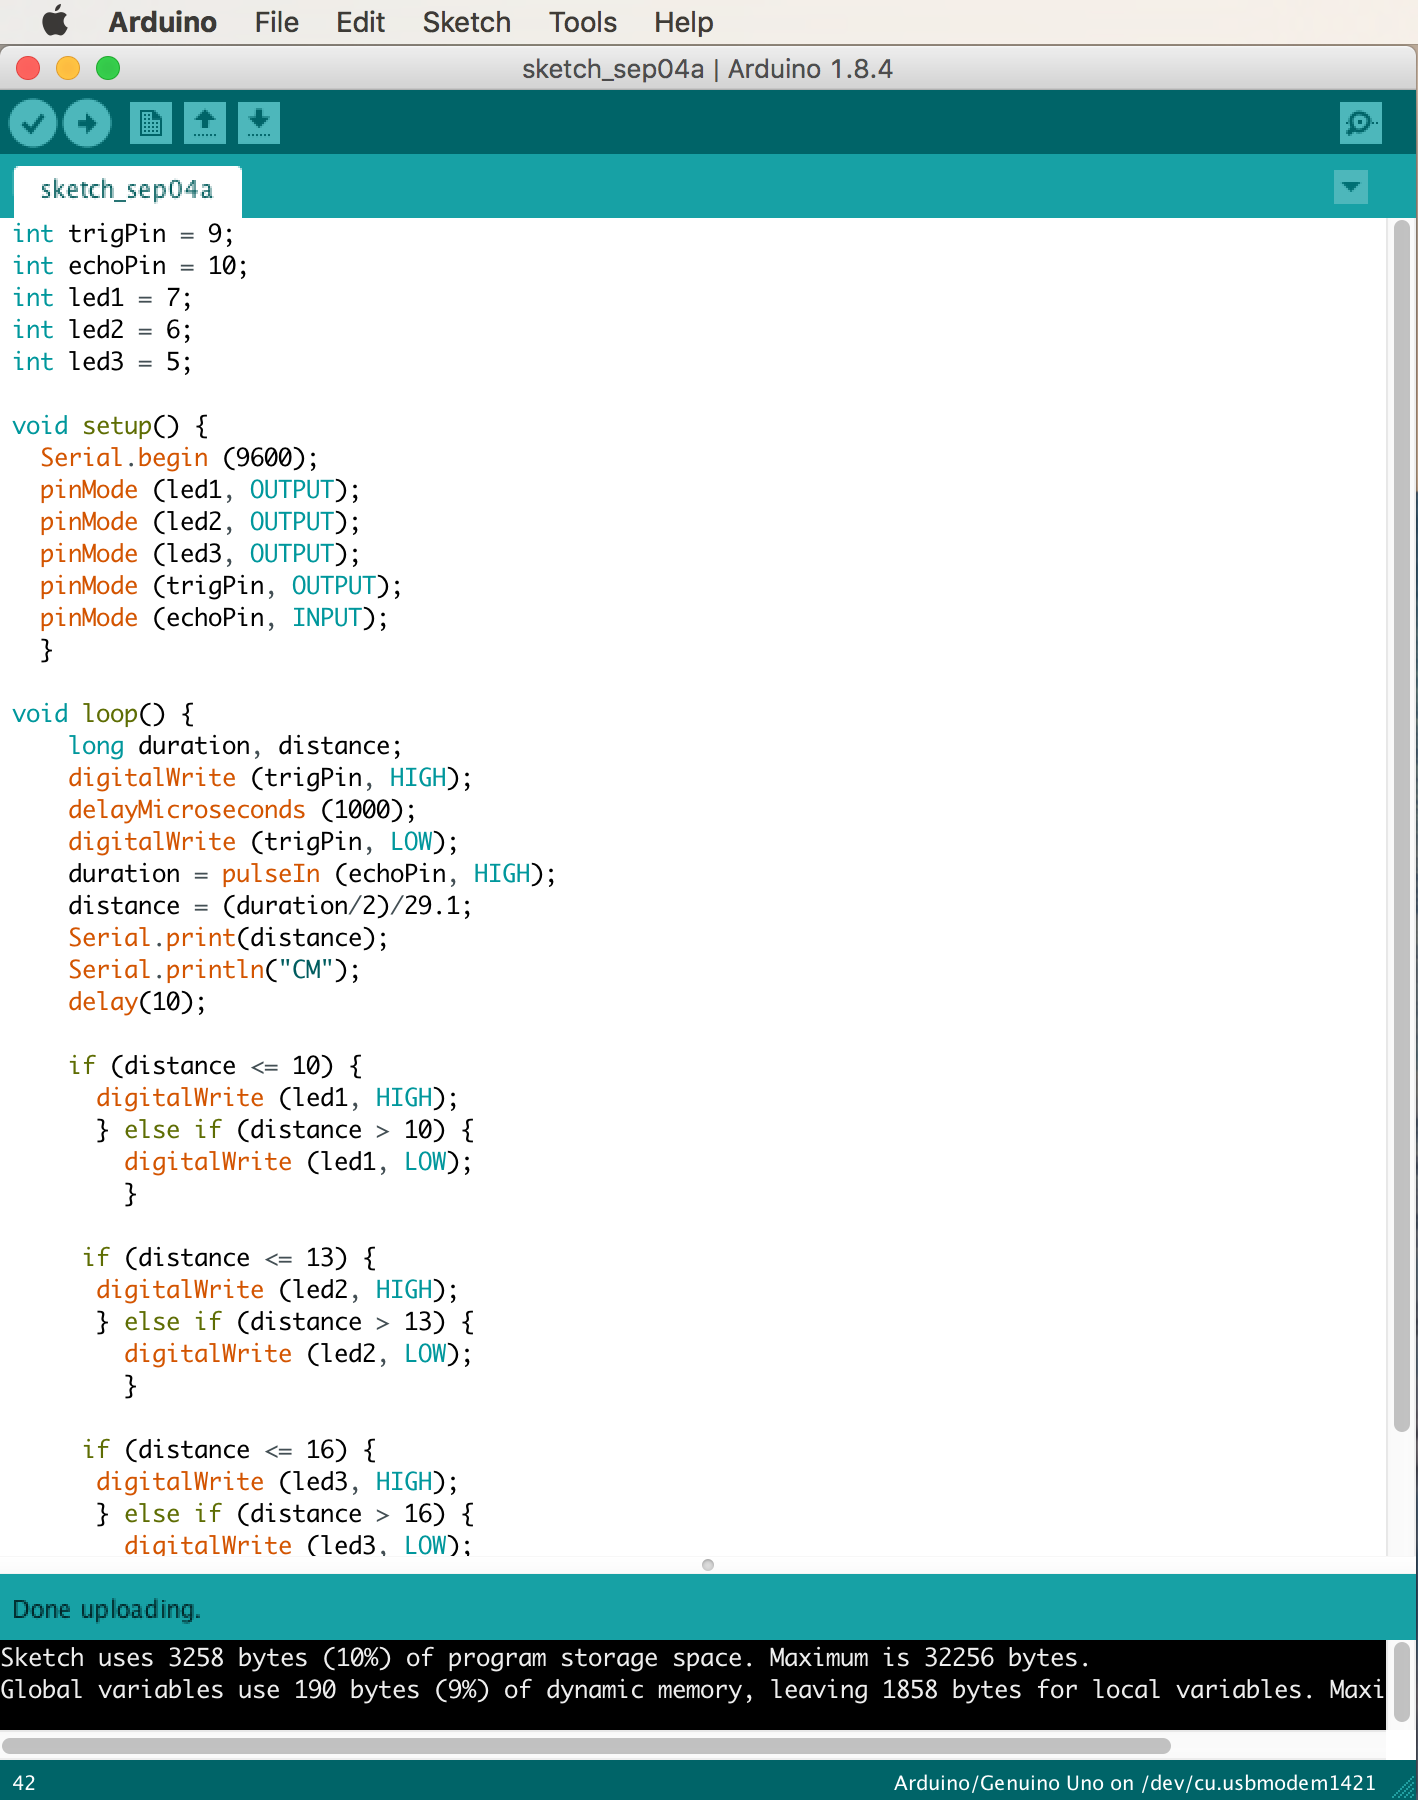 Arduino File Edit Sketch Tools Help
sketch_sep04a | Arduino 1.8.4
sketch_sep04a
int trigPin = 9;
int echoPin = 10;
int led1 = 7;
int led2 = 6;
int led3 = 5;
void setup() {
Serial.begin (9600);
pinMode (led1, OUTPUT);
pinMode (led2, OUTPUT);
pinMode (led3, OUTPUT);
pinMode (trigPin, OUTPUT);
pinMode (echoPin, INPUT);
}
void loop() {
long duration, distance;
digitalWrite (trigPin, HIGH);
delayMicroseconds (1000);
digitalWrite (trigPin, LOW);
duration = pulseIn (echoPin, HIGH);
distance = (duration/2)/29.1;
Serial.print(distance);
Serial.println("CM");
delay(10);
if (distance <= 10) {
digitalWrite (led1, HIGH);
} else if (distance > 10) {
digitalWrite (led1, LOW);
}
if (distance <= 13) {
digitalWrite (led2, HIGH);
} else if (distance > 13) {
digitalWrite (led2, LOW);
}
if (distance <= 16) {
digitalWrite (led3, HIGH);
} else if (distance > 16) {
digitalWrite (led3, LOW);
Done uploading.
Sketch uses 3258 bytes (10%) of program storage space. Maximum is 32256 bytes.
Global variables use 190 bytes (9%) of dynamic memory, leaving 1858 bytes for local variables. Maxi
42 Arduino/Genuino Uno on /dev/cu.usbmodem1421